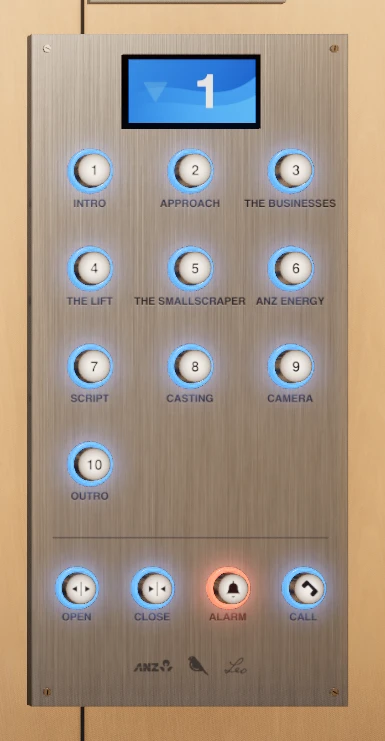 1
1 2 3
INTRO APPROACH THE BUSINESSES
4 5 6
THE LIFT THE SMALLSCRAPER ANZ ENERGY
7 8 9
SCRIPT CASTING CAMERA
10
OUTRO
OPEN CLOSE ALARM CALL
ANZ Leo